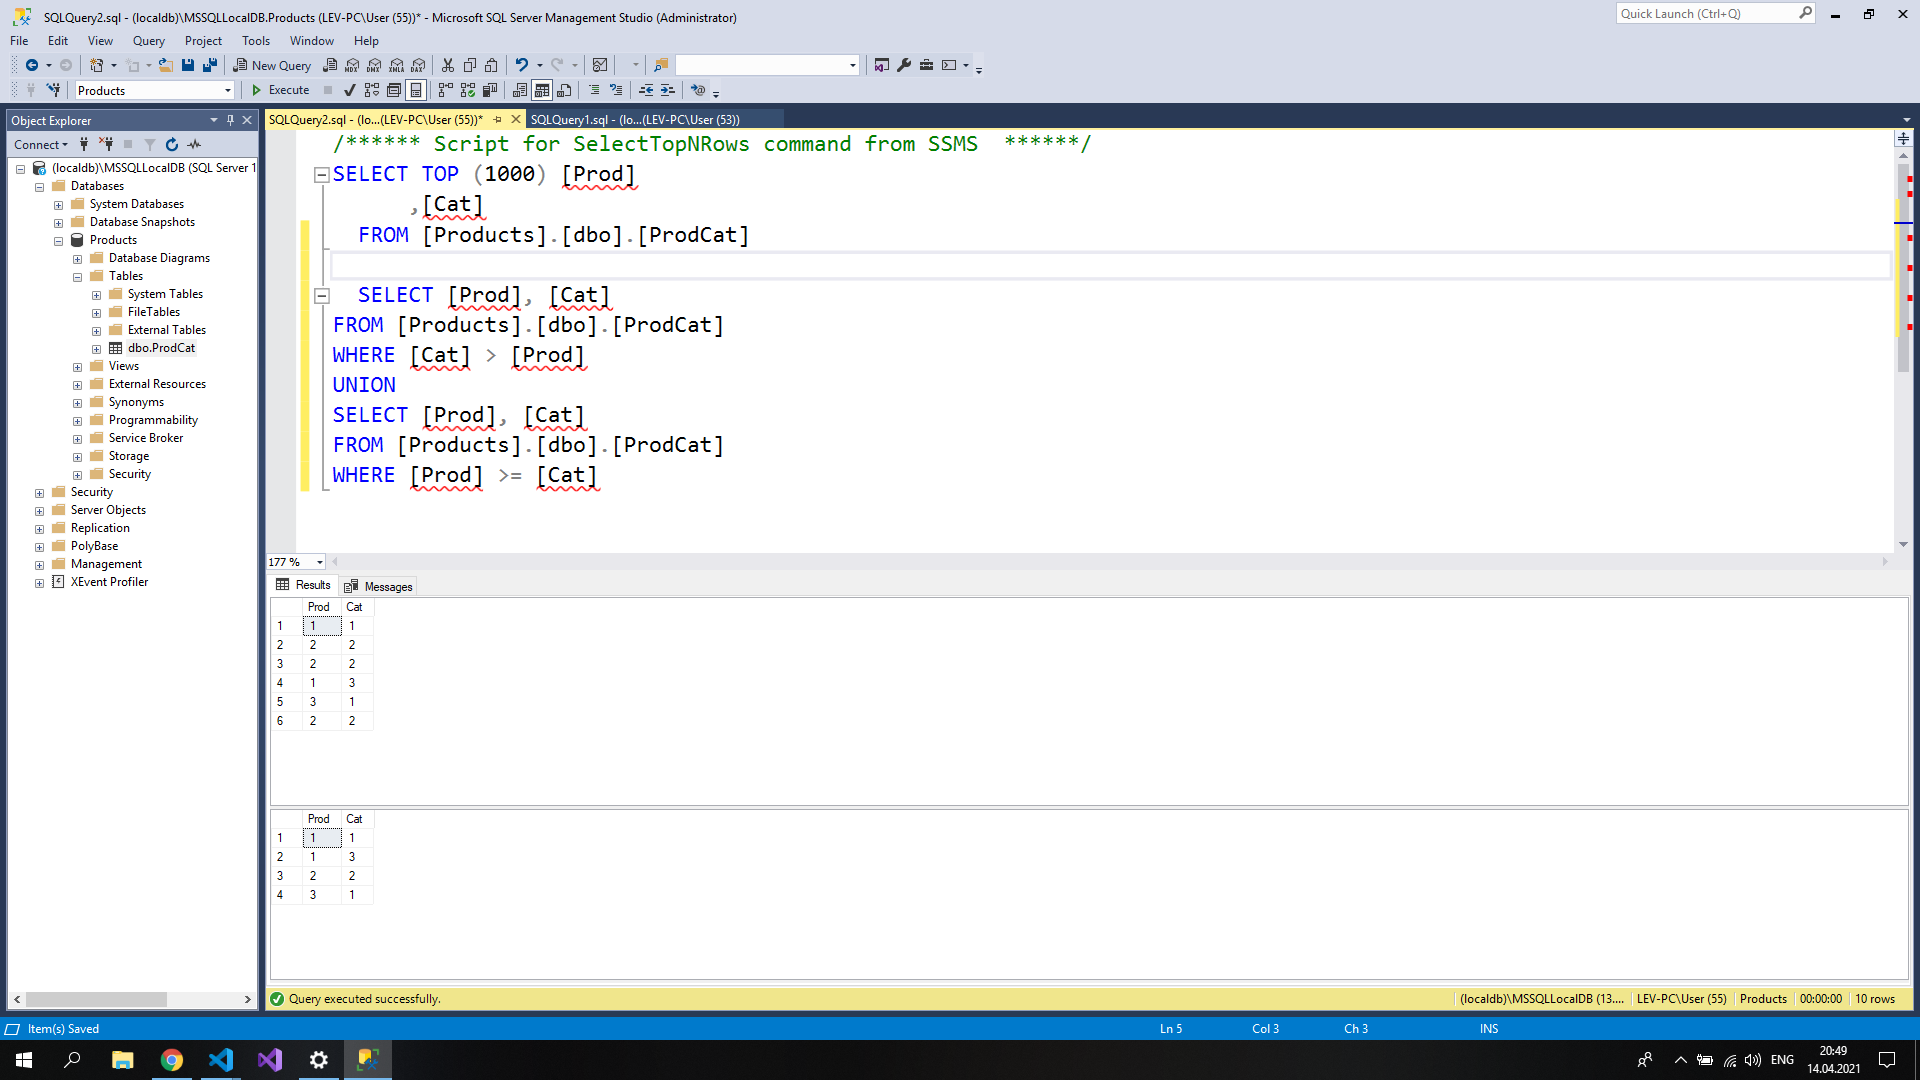 SQLQuery2.sql - (localdb)\MSSQLLocalDB.Products (LEV-PC\User (55))* - Microsoft SQL Server Management Studio (Administrator)
Quick Launch (Ctrl+Q)
File Edit View Query Project Tools Window Help
New Query
MDX DMX XMLA DAX
Products
Execute
Object Explorer
SQLQuery2.sql - (lo...(LEV-PC\User (55))*
SQLQuery1.sql - (lo...(LEV-PC\User (53))
Connect
(localdb)\MSSQLLocalDB (SQL Server 1
Databases
System Databases
Database Snapshots
Products
Database Diagrams
Tables
System Tables
FileTables
External Tables
dbo.ProdCat
Views
External Resources
Synonyms
Programmability
Service Broker
Storage
Security
Security
Server Objects
Replication
PolyBase
Management
XEvent Profiler
/****** Script for SelectTopNRows command from SSMS  ******/
SELECT TOP (1000) [Prod]
      ,[Cat]
  FROM [Products].[dbo].[ProdCat]
  SELECT [Prod], [Cat]
FROM [Products].[dbo].[ProdCat]
WHERE [Cat] > [Prod]
UNION
SELECT [Prod], [Cat]
FROM [Products].[dbo].[ProdCat]
WHERE [Prod] >= [Cat]
177 %
Results
Messages
Prod Cat
1 1 1
2 2 2
3 2 2
4 1 3
5 3 1
6 2 2
Prod Cat
1 1 1
2 1 3
3 2 2
4 3 1
Query executed successfully.
(localdb)\MSSQLLocalDB (13.... LEV-PC\User (55) Products 00:00:00 10 rows
Item(s) Saved
Ln 5 Col 3 Ch 3 INS
ENG
20:49
14.04.2021